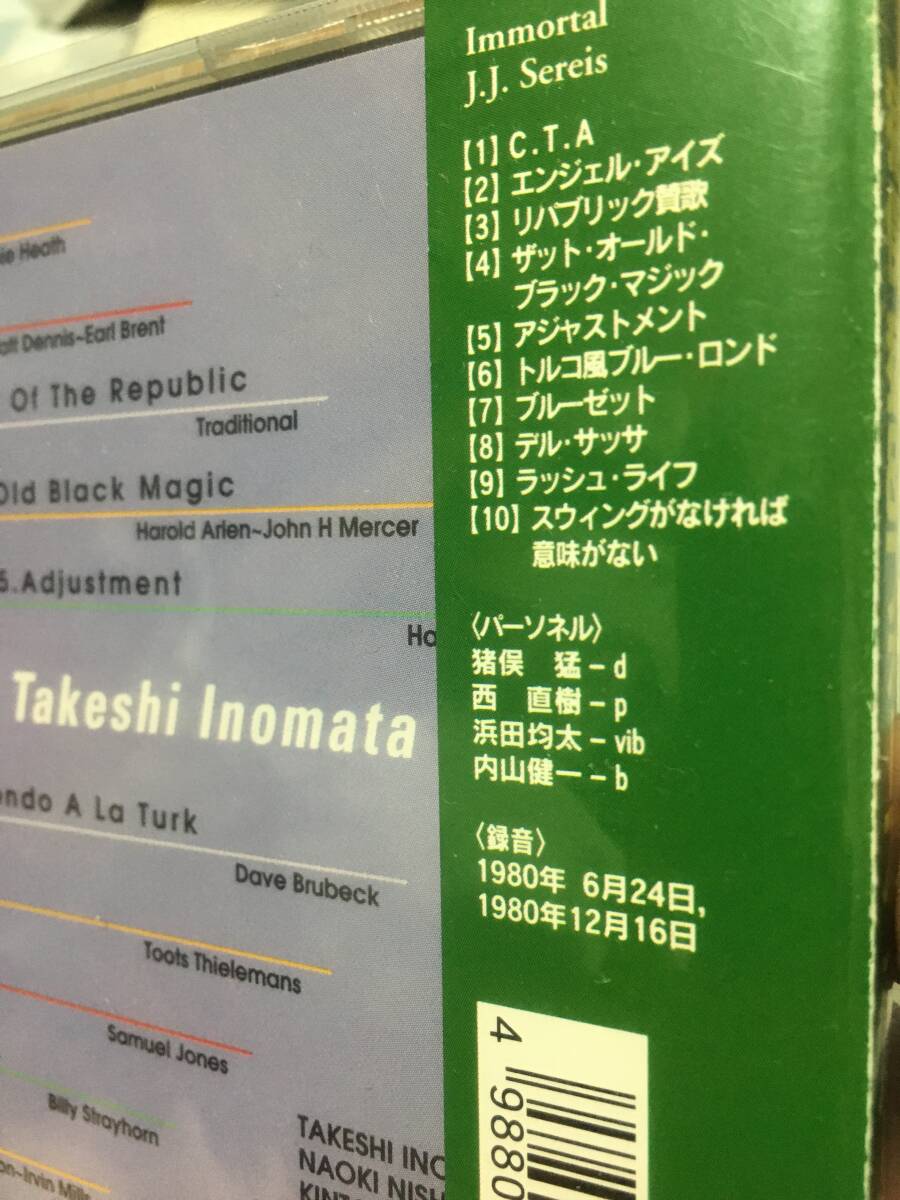 Heath
Dennis~Earl Brent
Of The Republic
Traditional
Old Black Magic
Harold Arlen~John H Mercer
5.Adjustment
Takeshi Inomata
A La Turk
Dave Brubeck
Toots Thielemans
Samuel Jones
Billy Strayhorn
Irvin Mills
TAKESHI
NAOKI
Immortal
J.J. Sereis
【1】C.T.A
【2】エンジェル・アイズ
【3】リパブリック賛歌
【4】ザット・オールド・
ブラック・マジック
【5】アジャストメント
【6】トルコ風ブルー・ロンド
【7】ブルーゼット
【8】デル・サッサ
【9】ラッシュ・ライフ
【10】スウィングがなければ
意味がない
〈パーソネル〉
猪俣 猛-d
西 直樹-p
浜田均太-vib
内山健一-b
〈録音〉
1980年 6月24日,
1980年12月16日
4
9880